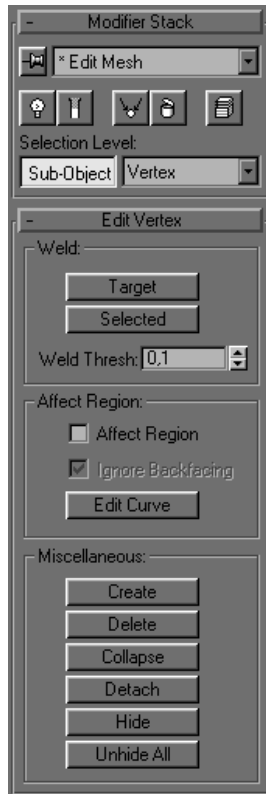 - Modifier Stack
* Edit Mesh
Selection Level:
Sub-Object Vertex
- Edit Vertex
Weld:
Target
Selected
Weld Thresh: 0,1
Affect Region:
Affect Region
Ignore Backfacing
Edit Curve
Miscellaneous:
Create
Delete
Collapse
Detach
Hide
Unhide All